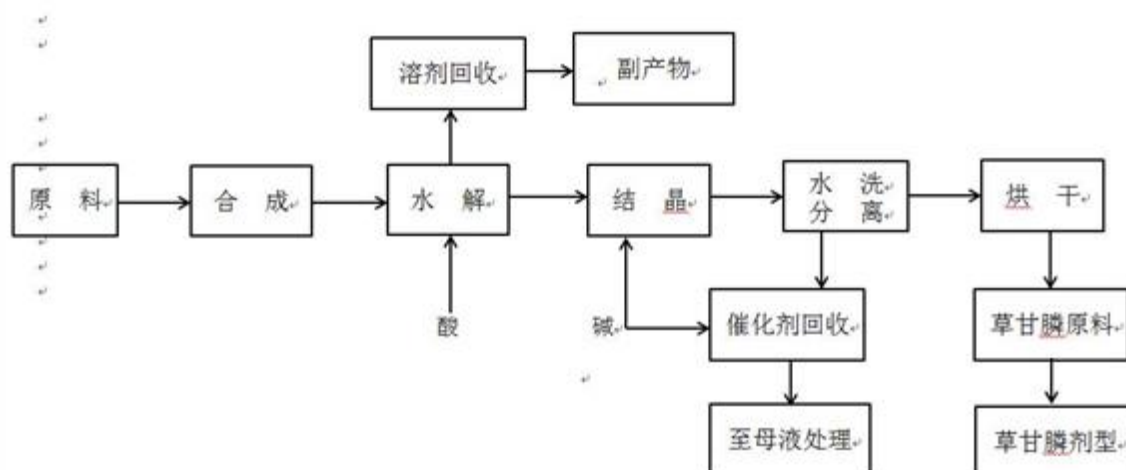 溶剂回收
副产物
原 料
合 成
水 解
结 晶
水 洗
分 离
烘 干
酸
碱
催化剂回收
草甘膦原料
至母液处理
草甘膦剂型